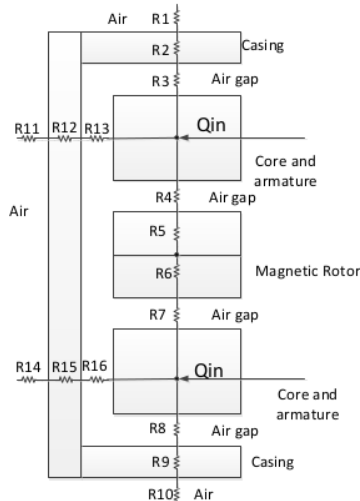 Air
R1
R2
Casing
R3
Air gap
R11
R12
R13
Qin
Core and
armature
R4
Air gap
Air
R5
R6
Magnetic Rotor
R7
Air gap
R14
R15
R16
Qin
Core and
armature
R8
Air gap
R9
Casing
R10
Air